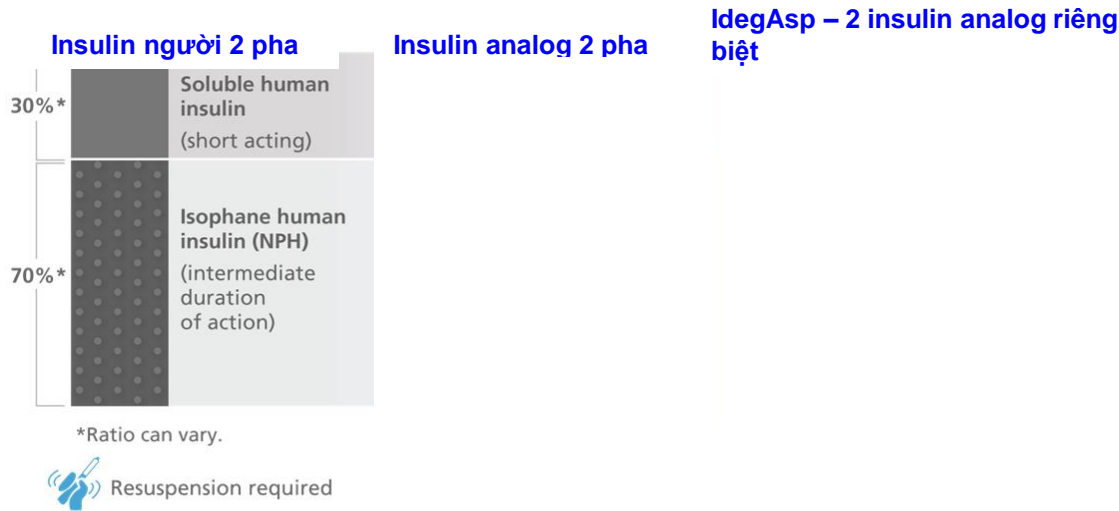 Insulin người 2 pha
Insulin analog 2 pha
IdegAsp – 2 insulin analog riêng
biệt
30%*
Soluble human
insulin
(short acting)
70%*
Isophane human
insulin (NPH)
(intermediate
duration
of action)
*Ratio can vary.
Resuspension required